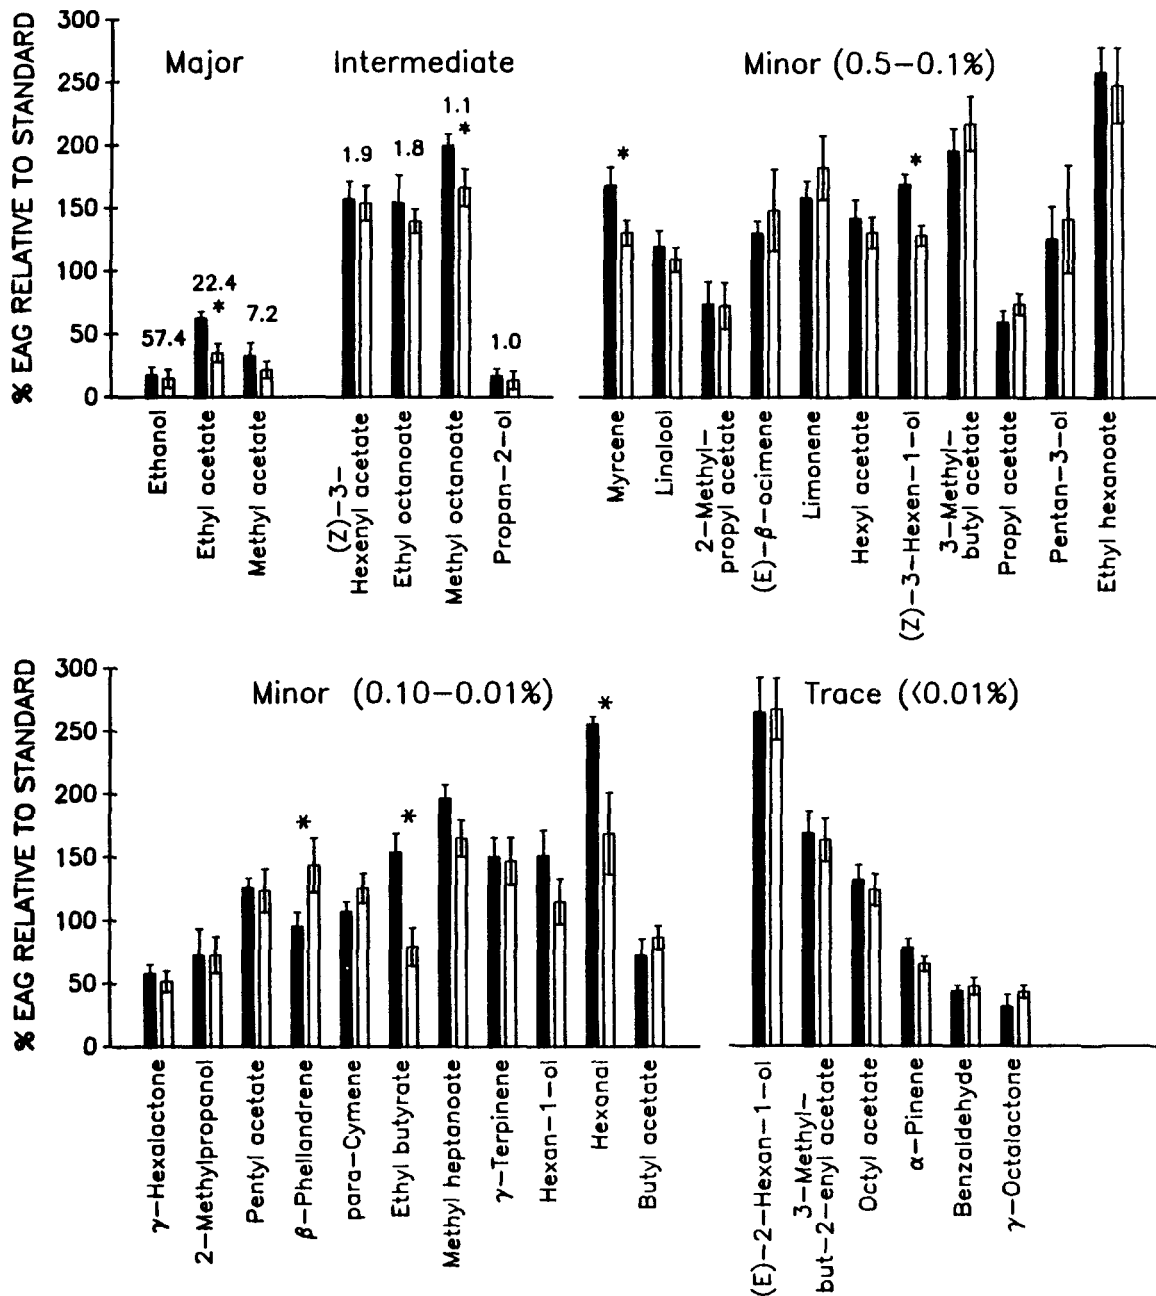 % EAG RELATIVE TO STANDARD
300
250
200
150
100
50
0
Major
Intermediate
Minor (0.5−0.1%)
57.4
22.4
*
7.2
1.9
1.8
1.1
*
1.0
*
*
Ethanol
Ethyl acetate
Methyl acetate
(Z)−3−
Hexenyl acetate
Ethyl octanoate
Methyl octanoate
Propan−2−ol
Myrcene
Linalool
2−Methyl−
propyl acetate
(E)−β−ocimene
Limonene
Hexyl acetate
(Z)−3−Hexen−1−ol
3−Methyl−
butyl acetate
Propyl acetate
Pentan−3−ol
Ethyl hexanoate
% EAG RELATIVE TO STANDARD
300
250
200
150
100
50
0
Minor (0.10−0.01%)
Trace (<0.01%)
*
*
*
γ−Hexalactone
2−Methylpropanol
Pentyl acetate
β−Phellandrene
para−Cymene
Ethyl butyrate
Methyl heptanoate
γ−Terpinene
Hexan−1−ol
Hexanal
Butyl acetate
(E)−2−Hexan−1−ol
3−Methyl−
but−2−enyl acetate
Octyl acetate
α−Pinene
Benzaldehyde
γ−Octalactone